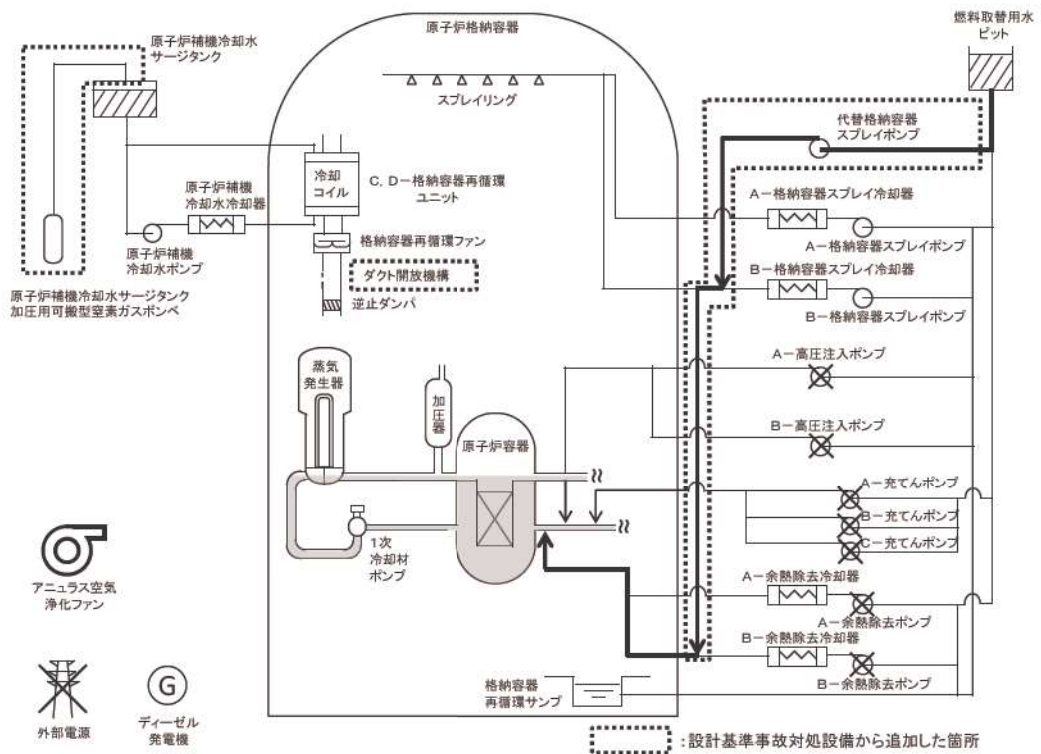 原子炉補機冷却水
サージタンク
原子炉格納容器
燃料取替用水
ピット
スプレイリング
代替格納容器
スプレイポンプ
冷却
コイル
C,D-格納容器再循環
ユニット
原子炉補機
冷却水冷却器
A-格納容器スプレイ冷却器
原子炉補機
冷却水ポンプ
格納容器再循環ファン
A-格納容器スプレイポンプ
ダクト開放機構
B-格納容器スプレイ冷却器
原子炉補機冷却水サージタンク
加圧用可搬型窒素ガスボンベ
逆止ダンパ
B-格納容器スプレイポンプ
A-高圧注入ポンプ
蒸気
発生器
加
圧
器
原子炉容器
B-高圧注入ポンプ
A-充てんポンプ
B-充てんポンプ
C-充てんポンプ
1次
冷却材
ポンプ
アニュラス空気
浄化ファン
A-余熱除去冷却器
A-余熱除去ポンプ
B-余熱除去冷却器
B-余熱除去ポンプ
格納容器
再循環サンプ
G
外部電源
ディーゼル
発電機
:設計基準事故対処設備から追加した箇所